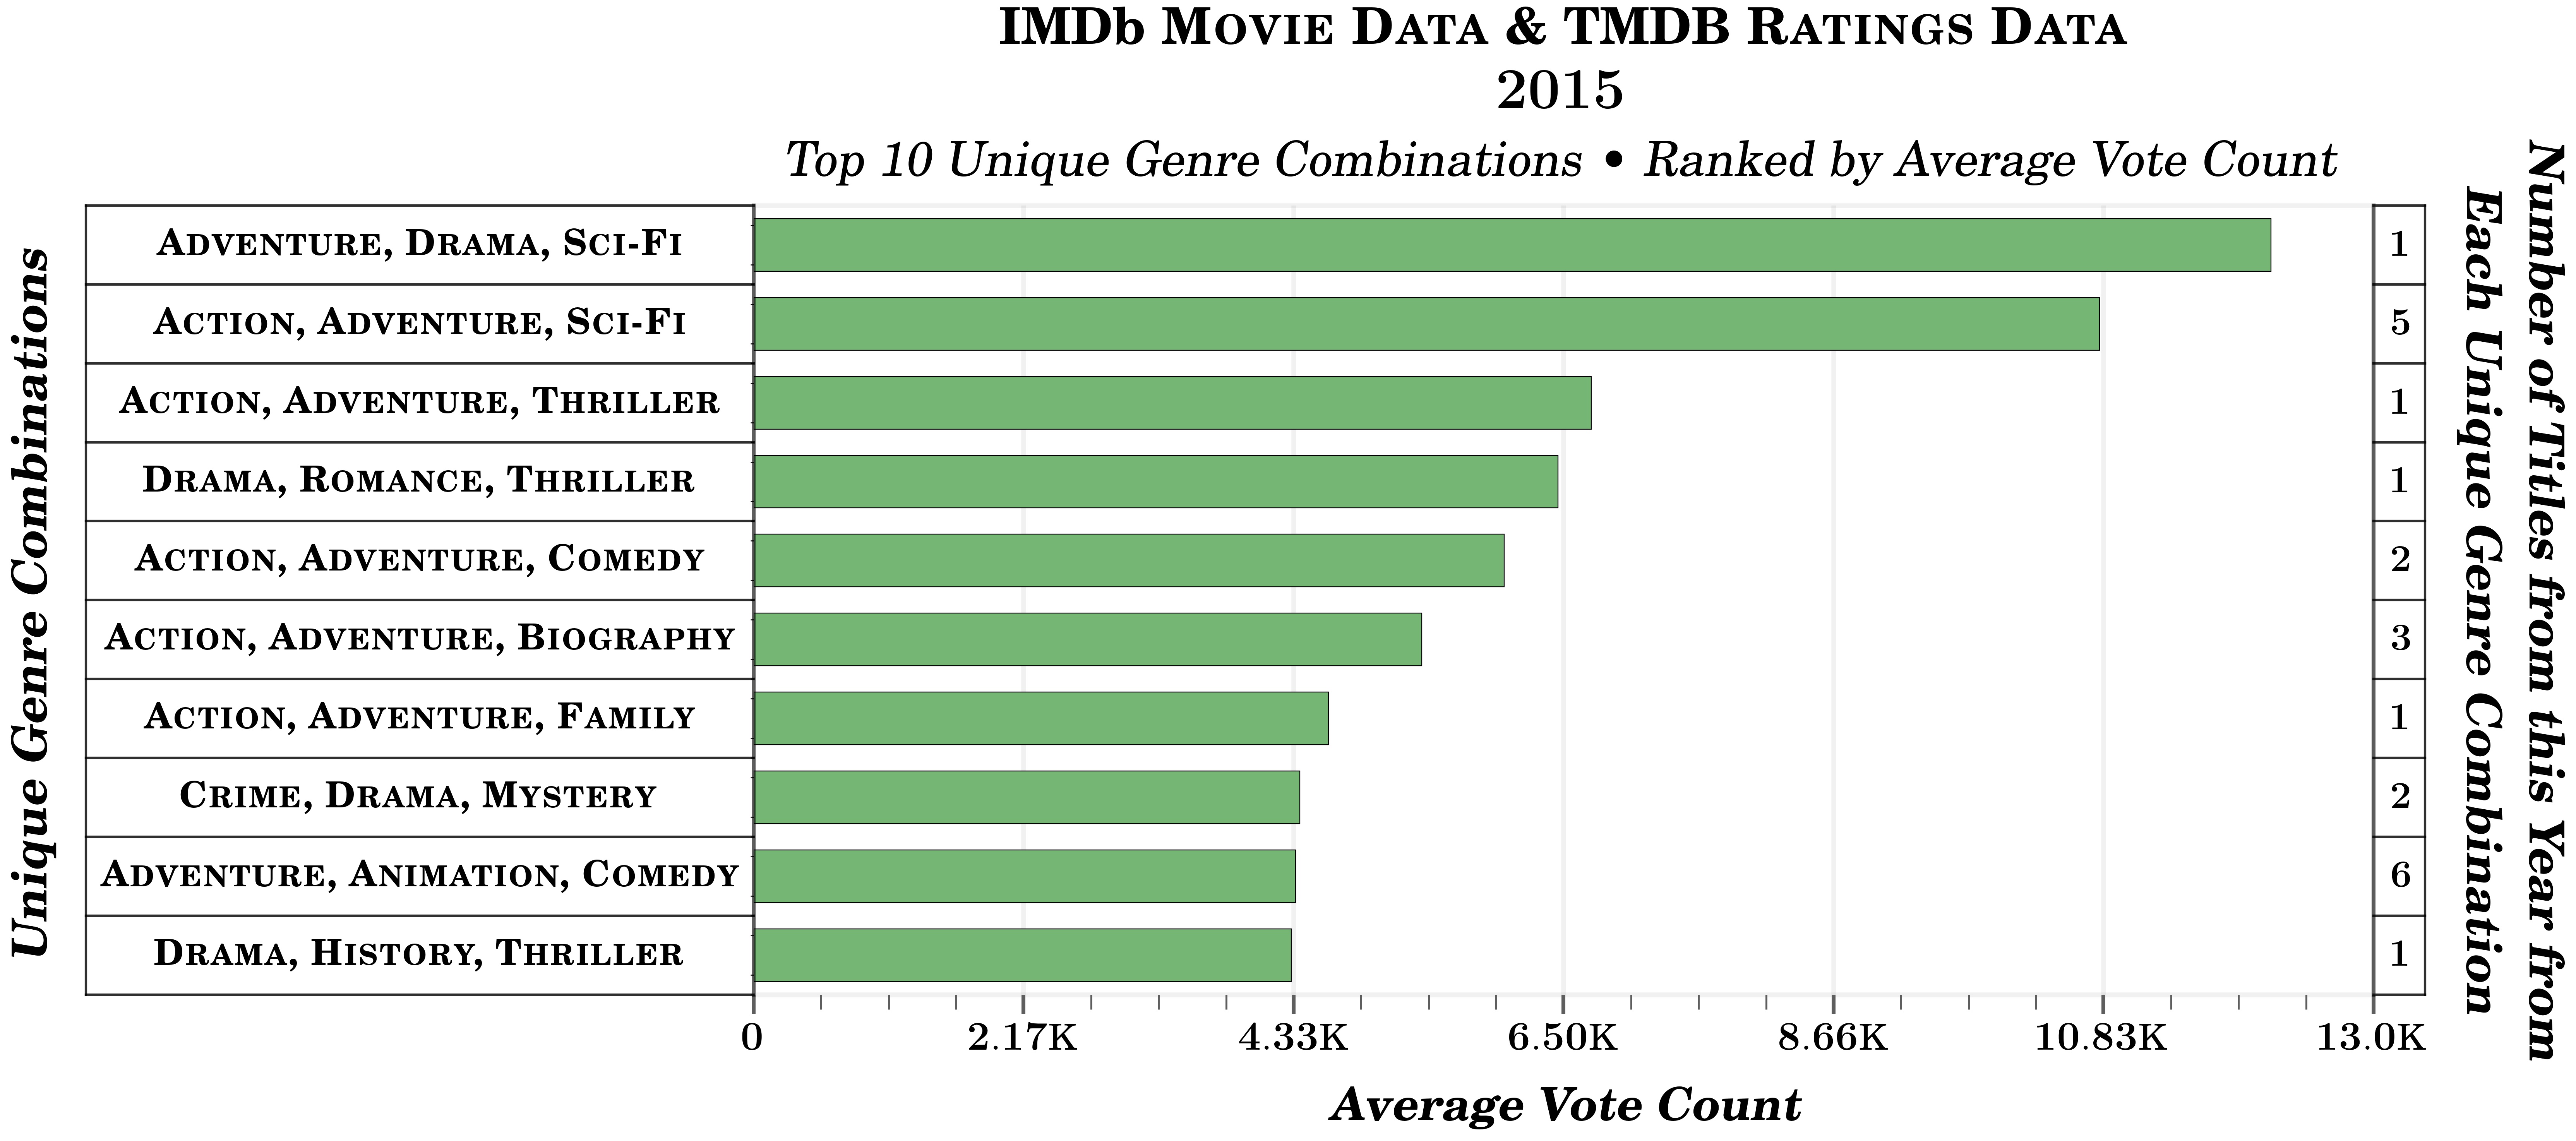 IMDb Movie Data & TMDB Ratings Data
2015
Top 10 Unique Genre Combinations • Ranked by Average Vote Count
Unique Genre Combinations
Adventure, Drama, Sci-Fi
1
Action, Adventure, Sci-Fi
5
Action, Adventure, Thriller
1
Drama, Romance, Thriller
1
Action, Adventure, Comedy
2
Action, Adventure, Biography
3
Action, Adventure, Family
1
Crime, Drama, Mystery
2
Adventure, Animation, Comedy
6
Drama, History, Thriller
1
Number of Titles from this Year from
Each Unique Genre Combination
0 2.17K 4.33K 6.50K 8.66K 10.83K 13.0K
Average Vote Count